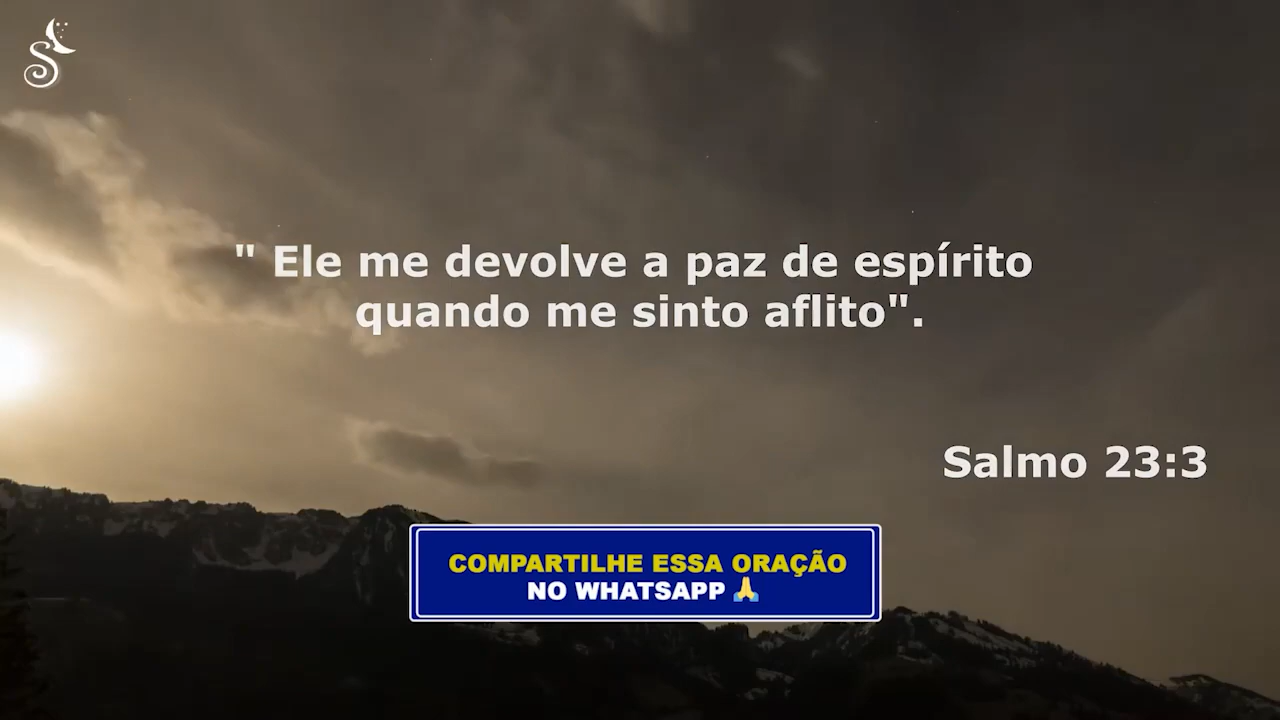 " Ele me devolve a paz de espírito
quando me sinto aflito".
Salmo 23:3
COMPARTILHE ESSA ORAÇÃO
NO WHATSAPP 🙏